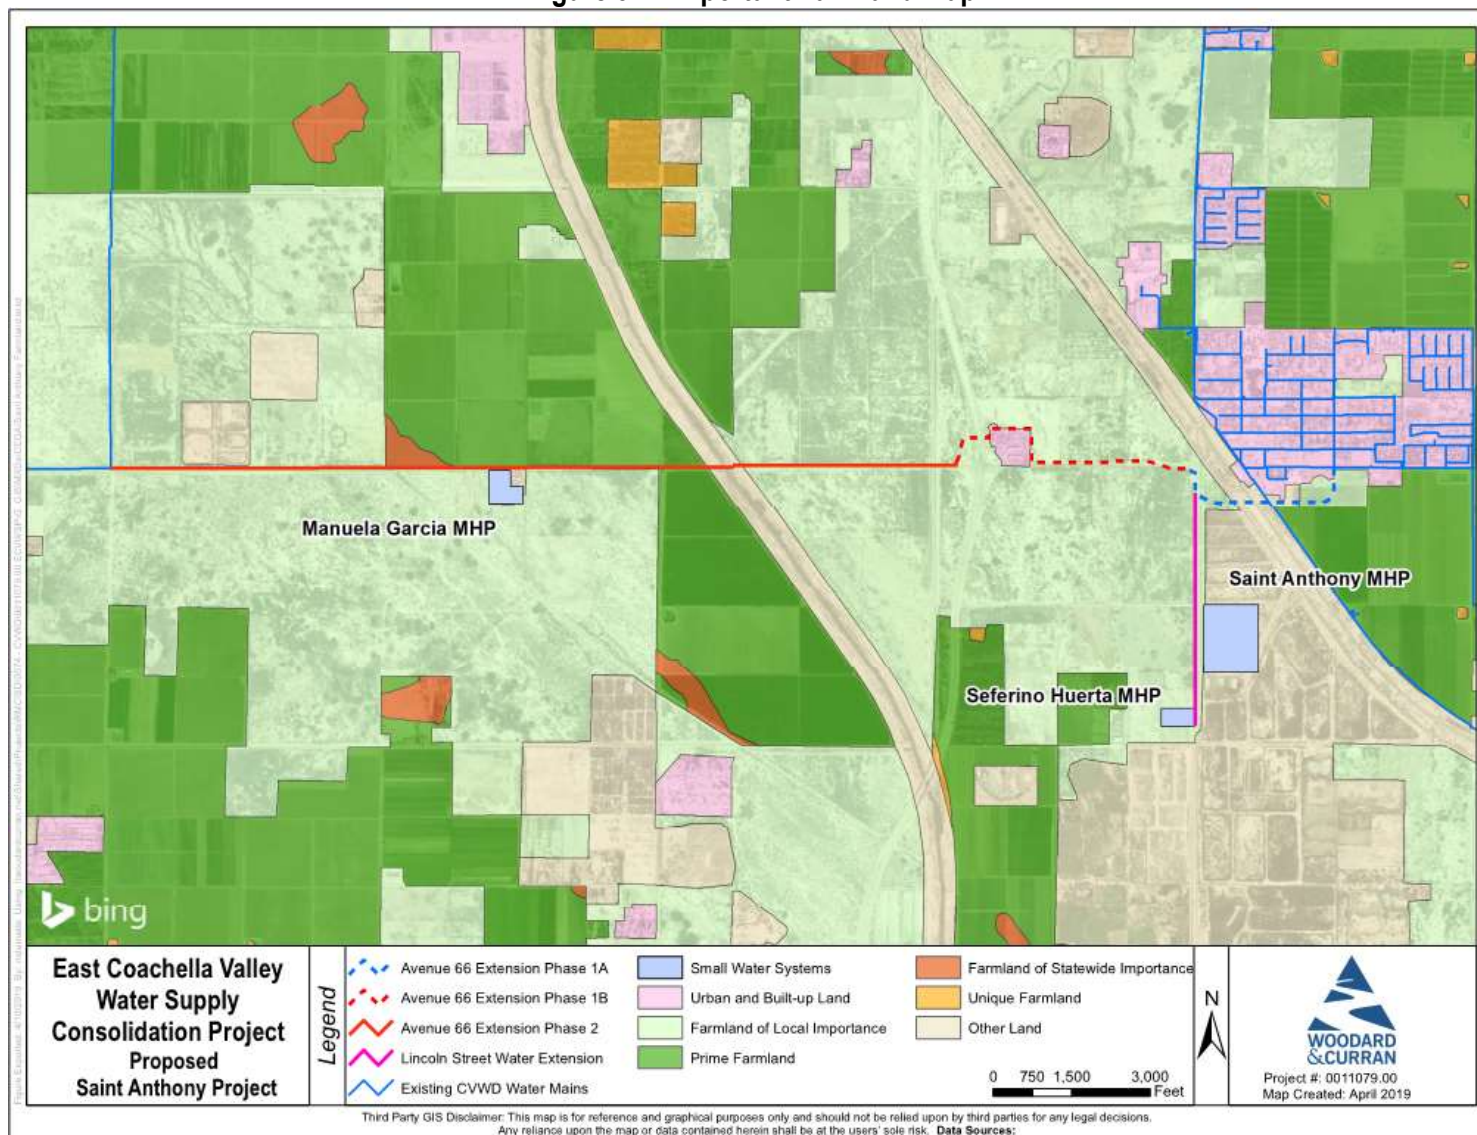 Manuela Garcia MHP
Saint Anthony MHP
Seferino Huerta MHP
bing
East Coachella Valley
Water Supply
Consolidation Project
Proposed
Saint Anthony Project
Legend
Avenue 66 Extension Phase 1A
Avenue 66 Extension Phase 1B
Avenue 66 Extension Phase 2
Lincoln Street Water Extension
Existing CVWD Water Mains
Small Water Systems
Urban and Built-up Land
Farmland of Local Importance
Prime Farmland
Farmland of Statewide Importance
Unique Farmland
Other Land
0 750 1,500 3,000
Feet
N
WOODARD
&CURRAN
Project #: 0011079.00
Map Created: April 2019
Third Party GIS Disclaimer: This map is for reference and graphical purposes only and should not be relied upon by third parties for any legal decisions.
Any reliance upon the map or data contained herein shall be at the users' sole risk. Data Sources: